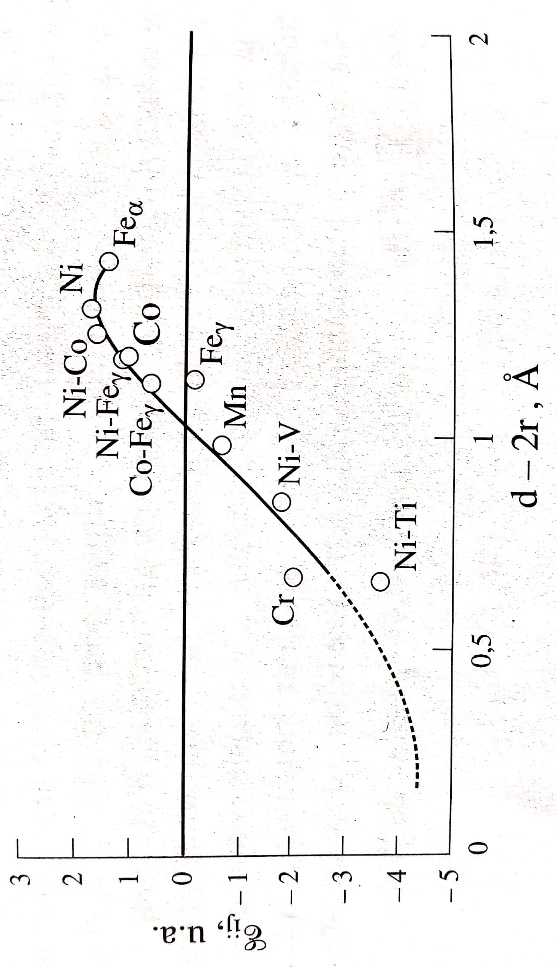 3
2
1
0
– 1
– 2
– 3
– 4
– 5
ℰij, u.a.
0
0,5
1
1,5
2
d – 2r , Å
Ni-Co
Ni
Feα
Ni-Feγ
Co
Co-Feγ
Feγ
Mn
Ni-V
Cr
Ni-Ti